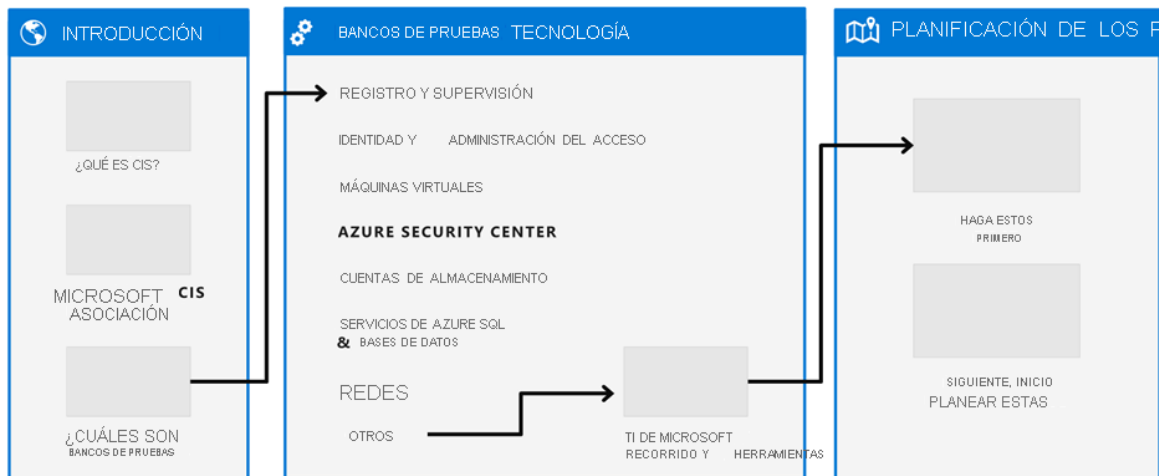 INTRODUCCIÓN
¿QUÉ ES CIS?
MICROSOFT CIS
ASOCIACIÓN
¿CUÁLES SON
BANCOS DE PRUEBAS
BANCOS DE PRUEBAS TECNOLOGÍA
REGISTRO Y SUPERVISIÓN
IDENTIDAD Y ADMINISTRACIÓN DEL ACCESO
MÁQUINAS VIRTUALES
AZURE SECURITY CENTER
CUENTAS DE ALMACENAMIENTO
SERVICIOS DE AZURE SQL
& BASES DE DATOS
REDES
OTROS
TI DE MICROSOFT
RECORRIDO Y HERRAMIENTAS
PLANIFICACIÓN DE LOS
HAGA ESTOS
PRIMERO
SIGUIENTE, INICIO
PLANEAR ESTAS